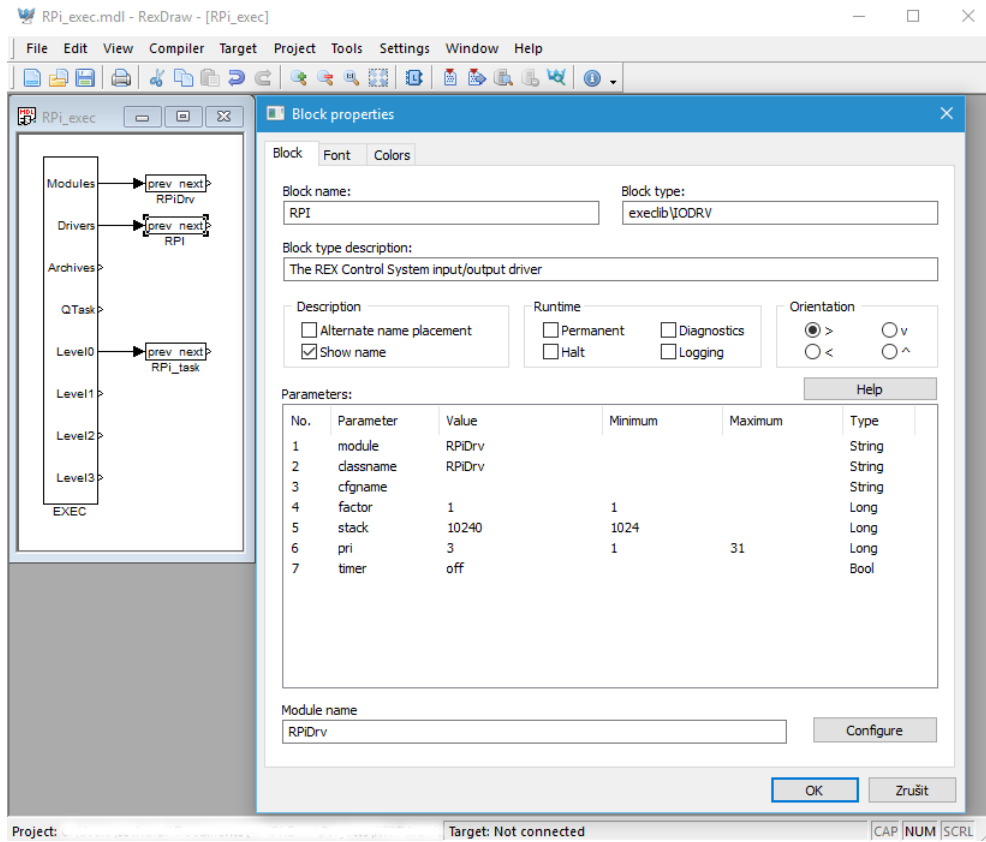 RPi_exec.mdl - RexDraw - [RPi_exec]
File Edit View Compiler Target Project Tools Settings Window Help
MDL RPi_exec
Modules prev next
RPiDrv
Drivers prev next
RPI
Archives
QTask
Level0 prev next
RPi_task
Level1
Level2
Level3
EXEC
Block properties
Block Font Colors
Block name: Block type:
RPI execlib\IODRV
Block type description:
The REX Control System input/output driver
Description Runtime Orientation
Alternate name placement Permanent Diagnostics > v
Show name Halt Logging < ^
Help
Parameters:
No. Parameter Value Minimum Maximum Type
1 module RPiDrv String
2 classname RPiDrv String
3 cfgname String
4 factor 1 1 Long
5 stack 10240 1024 Long
6 pri 3 1 31 Long
7 timer off Bool
Module name
RPiDrv Configure
OK Zrušit
Project: Target: Not connected CAP NUM SCRL